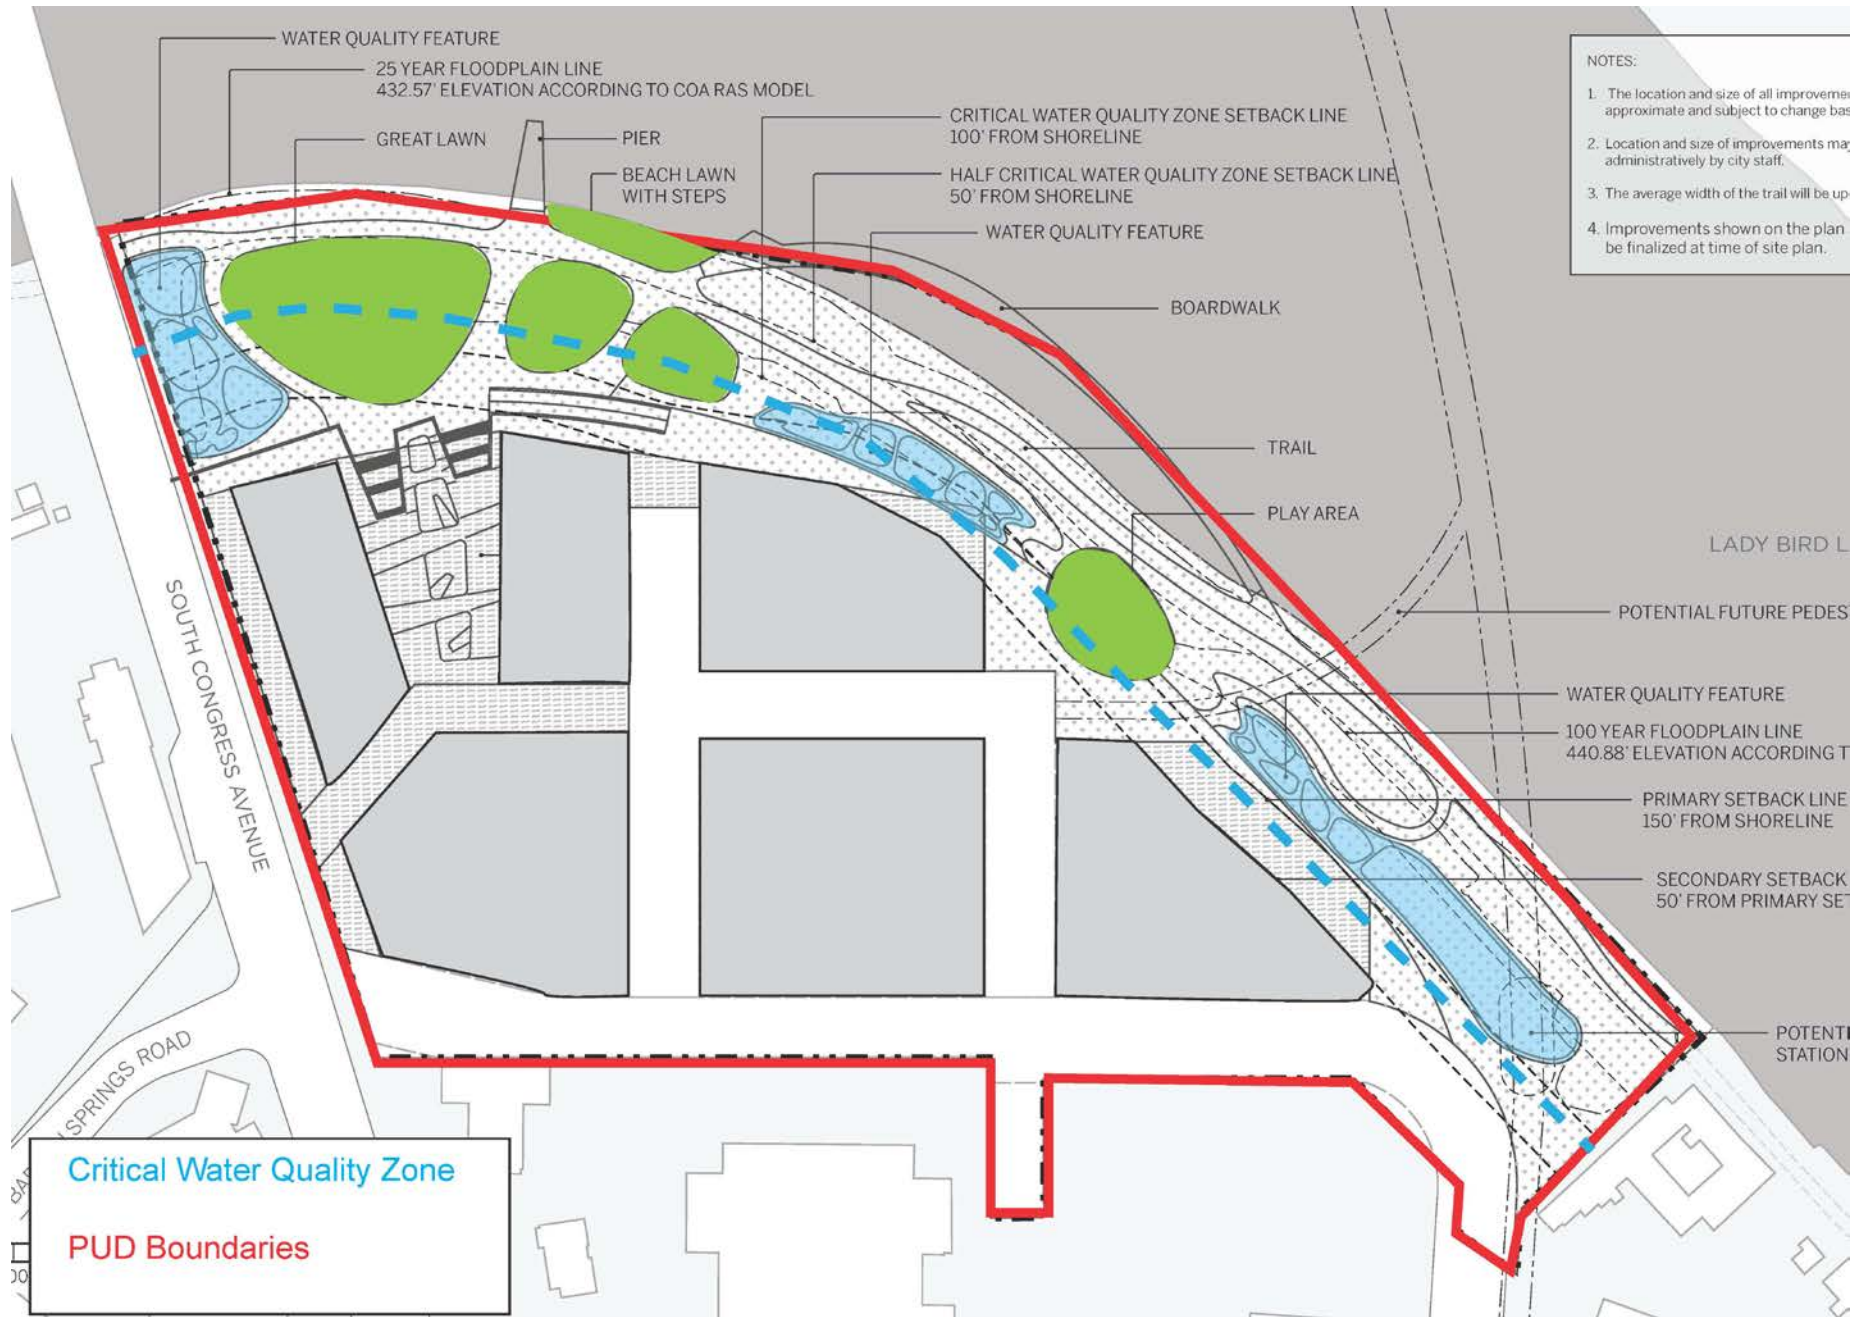 WATER QUALITY FEATURE
25 YEAR FLOODPLAIN LINE
432.57' ELEVATION ACCORDING TO COA RAS MODEL
GREAT LAWN
PIER
BEACH LAWN
WITH STEPS
CRITICAL WATER QUALITY ZONE SETBACK LINE
100' FROM SHORELINE
HALF CRITICAL WATER QUALITY ZONE SETBACK LINE
50' FROM SHORELINE
WATER QUALITY FEATURE
NOTES:
1. The location and size of all improveme
approximate and subject to change bas
2. Location and size of improvements may
administratively by city staff.
3. The average width of the trail will be up
4. Improvements shown on the plan
be finalized at time of site plan.
BOARDWALK
TRAIL
PLAY AREA
LADY BIRD L
POTENTIAL FUTURE PEDES
WATER QUALITY FEATURE
100 YEAR FLOODPLAIN LINE
440.88' ELEVATION ACCORDING T
PRIMARY SETBACK LINE
150' FROM SHORELINE
SECONDARY SETBACK
50' FROM PRIMARY SET
POTENTI
STATION
SOUTH CONGRESS AVENUE
BA
SPRINGS ROAD
Critical Water Quality Zone
PUD Boundaries